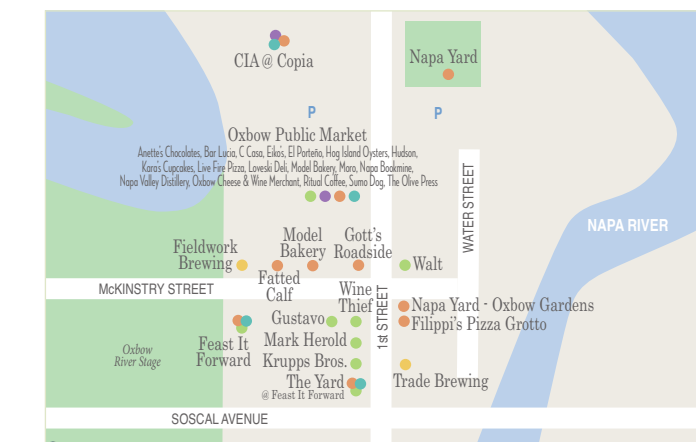 CIA @ Copia
Napa Yard
P
P
Oxbow Public Market
Anette's Chocolates, Bar Lucia, C Casa, Eiko's, El Porteño, Hog Island Oysters, Hudson,
Kara's Cupcakes, Live Fire Pizza, Loveski Deli, Model Bakery, Moro, Napa Bookmine,
Napa Valley Distillery, Oxbow Cheese & Wine Merchant, Ritual Coffee, Sumo Dog, The Olive Press
WATER STREET
NAPA RIVER
Fieldwork
Brewing
Model
Bakery
Gott's
Roadside
Walt
Fatted
Calf
McKINSTRY STREET
Wine
Thief
1st STREET
Napa Yard - Oxbow Gardens
Filippi's Pizza Grotto
Gustavo
Mark Herold
Feast It
Forward
Oxbow
River Stage
Krupps Bros.
The Yard
@ Feast It Forward
Trade Brewing
SOSCAL AVENUE